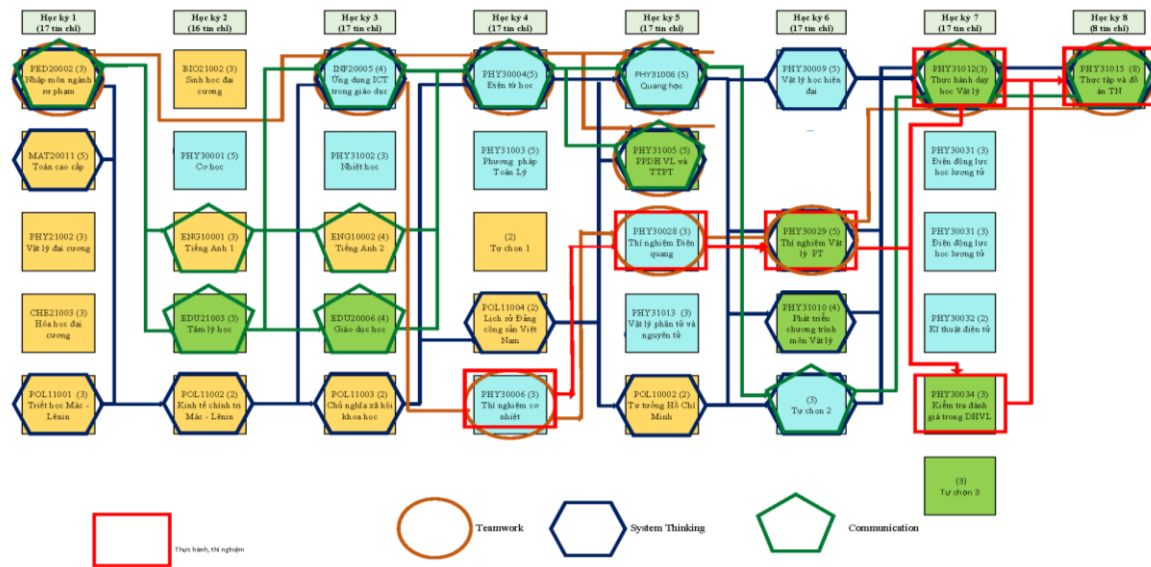 Học kỳ 1
(17 tin chỉ)
Học kỳ 2
(16 tin chỉ)
Học kỳ 3
(17 tin chỉ)
Học kỳ 4
(17 tin chỉ)
Học kỳ 5
(17 tin chỉ)
Học kỳ 6
(17 tin chỉ)
Học kỳ 7
(17 tin chỉ)
Học kỳ 8
(8 tin chỉ)
PED20002 (3)
Nhập môn ngành
sư phạm
BIO21002 (3)
Sinh học đại
cương
INF20005 (4)
Ứng dụng ICT
trong giáo dục
PHY30004(5)
Điện từ học
PHY31006 (5)
Quang học
PHY30009 (5)
Vật lý học hiện
đại
PHY31012(3)
Thực hành dạy
học Vật lý
PHY31015 (8)
Thực tập và đồ
án TN
MAT20011 (5)
Toán cao cấp
PHY30001 (5)
Cơ học
PHY31002 (3)
Nhiệt học
PHY31003 (5)
Phương pháp
Toán Lý
PHY31005 (5)
PPDH VL và
TTPT
PHY30031 (3)
Điện động lực
học lượng tử
PHY21002 (3)
Vật lý đại cương
ENG10001 (3)
Tiếng Anh 1
ENG10002 (4)
Tiếng Anh 2
(2)
Tự chọn 1
PHY30028 (3)
Thí nghiệm Điện
quang
PHY30029 (5)
Thí nghiệm Vật
lý PT
PHY30031 (3)
Điện động lực
học lượng tử
CHE21003 (3)
Hóa học đại
cương
EDU21003 (3)
Tâm lý học
EDU20006 (4)
Giáo dục học
POL11004 (2)
Lịch sử Đảng
cộng sản Việt
Nam
PHY31013 (3)
Vật lý phân tử và
nguyên tử
PHY31010 (4)
Phát triển
chương trình
môn Vật lý
PHY30032 (2)
Kĩ thuật điện tử
POL11001 (3)
Triết học Mác -
Lênin
POL11002 (2)
Kinh tế chính trị
Mác - Lênin
POL11003 (2)
Chủ nghĩa xã hội
khoa học
PHY30006 (3)
Thí nghiệm cơ
nhiệt
POL10002 (2)
Tư tưởng Hồ Chí
Minh
(3)
Tự chọn 2
PHY30034 (3)
Kiểm tra đánh
giá trong DHVL
(3)
Tự chọn 3
Thực hành, thí nghiệm
Teamwork
System Thinking
Communication